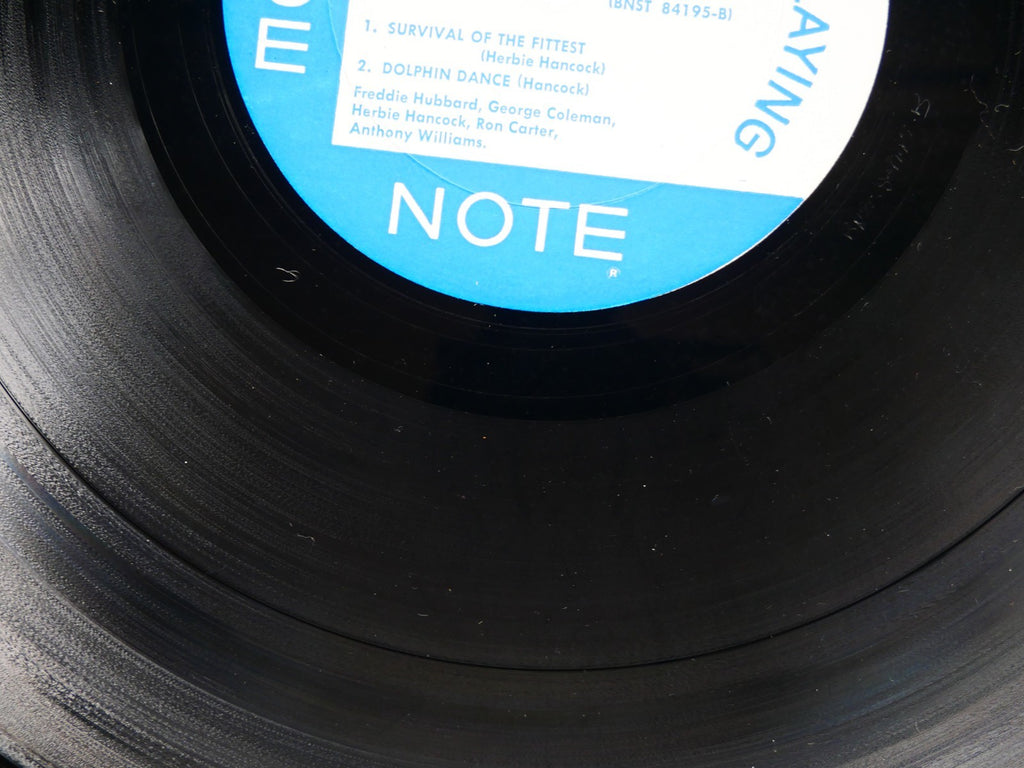 (BNST 84195-B)
1. SURVIVAL OF THE FITTEST
(Herbie Hancock)
2. DOLPHIN DANCE (Hancock)
Freddie Hubbard, George Coleman,
Herbie Hancock, Ron Carter,
Anthony Williams.
E
AYING
NOTE
®